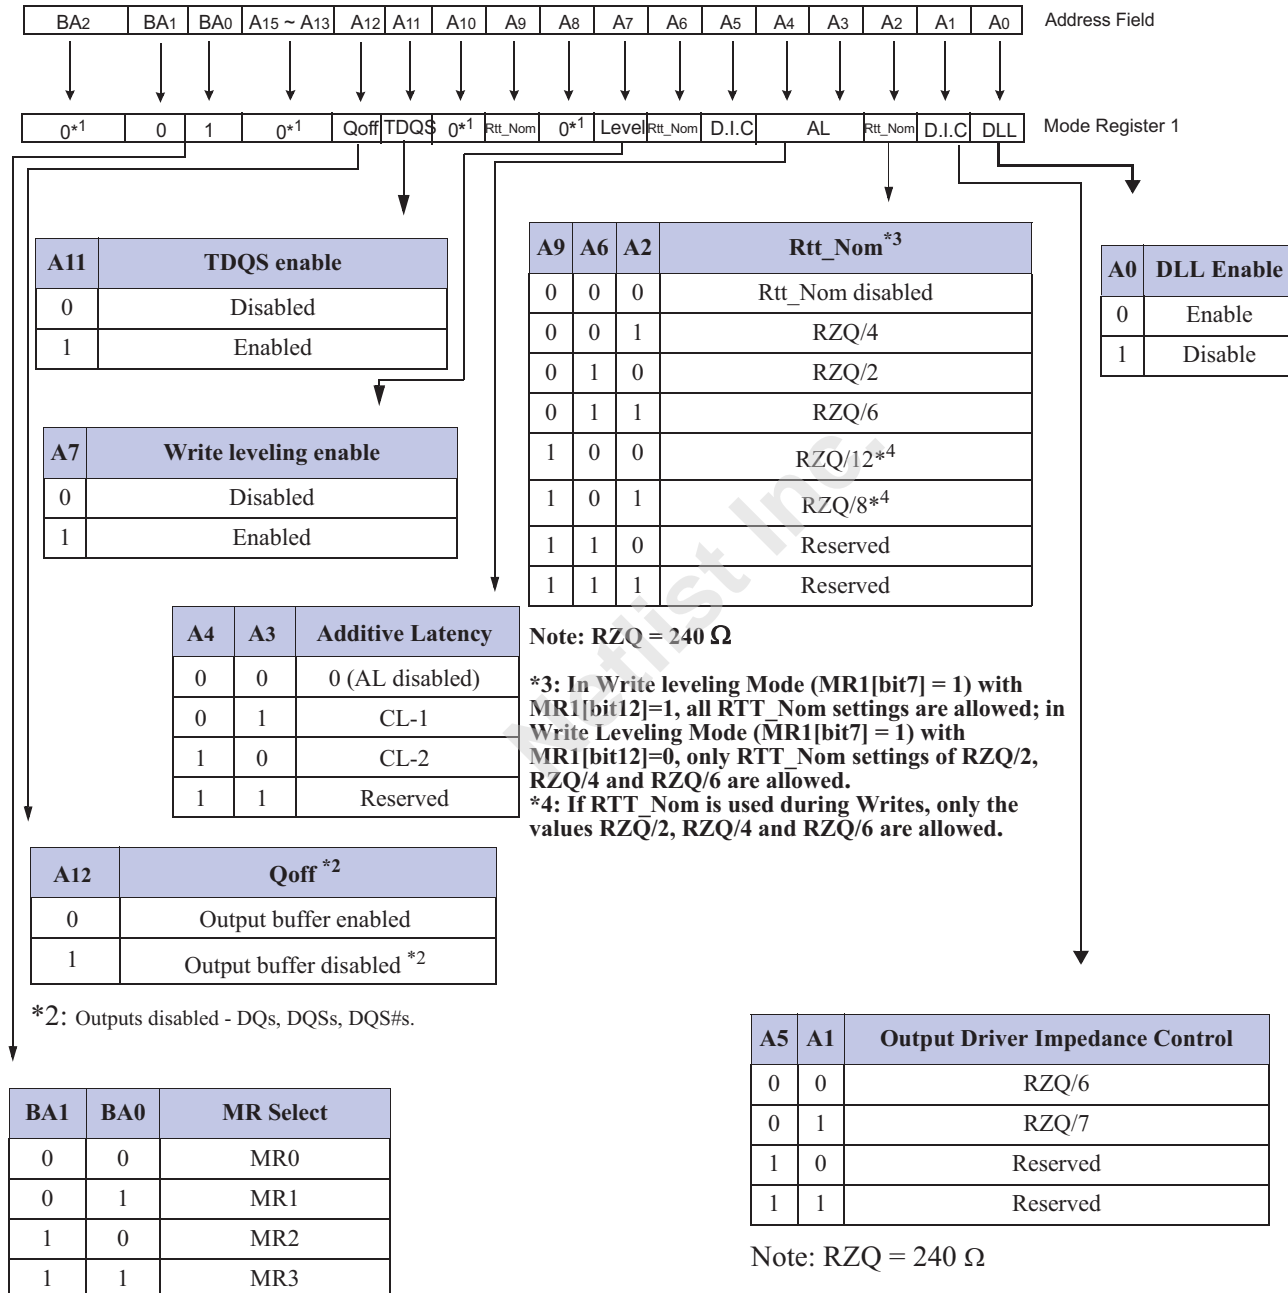 BA2 BA1 BA0 A15 ~ A13 A12 A11 A10 A9 A8 A7 A6 A5 A4 A3 A2 A1 A0 Address Field
0*1 0 1 0*1 Qoff TDQS 0*1 Rtt_Nom 0*1 Level Rtt_Nom D.I.C AL Rtt_Nom D.I.C DLL Mode Register 1
A11 TDQS enable
0 Disabled
1 Enabled
A9 A6 A2 Rtt_Nom*3
0 0 0 Rtt_Nom disabled
0 0 1 RZQ/4
0 1 0 RZQ/2
0 1 1 RZQ/6
1 0 0 RZQ/12*4
1 0 1 RZQ/8*4
1 1 0 Reserved
1 1 1 Reserved
A0 DLL Enable
0 Enable
1 Disable
A7 Write leveling enable
0 Disabled
1 Enabled
A4 A3 Additive Latency
0 0 0 (AL disabled)
0 1 CL-1
1 0 CL-2
1 1 Reserved
Note: RZQ = 240 Ω
*3: In Write leveling Mode (MR1[bit7] = 1) with
MR1[bit12]=1, all RTT_Nom settings are allowed; in
Write Leveling Mode (MR1[bit7] = 1) with
MR1[bit12]=0, only RTT_Nom settings of RZQ/2,
RZQ/4 and RZQ/6 are allowed.
*4: If RTT_Nom is used during Writes, only the
values RZQ/2, RZQ/4 and RZQ/6 are allowed.
Netlist Inc.
A12 Qoff *2
0 Output buffer enabled
1 Output buffer disabled *2
*2: Outputs disabled - DQs, DQSs, DQS#s.
BA1 BA0 MR Select
0 0 MR0
0 1 MR1
1 0 MR2
1 1 MR3
A5 A1 Output Driver Impedance Control
0 0 RZQ/6
0 1 RZQ/7
1 0 Reserved
1 1 Reserved
Note: RZQ = 240 Ω